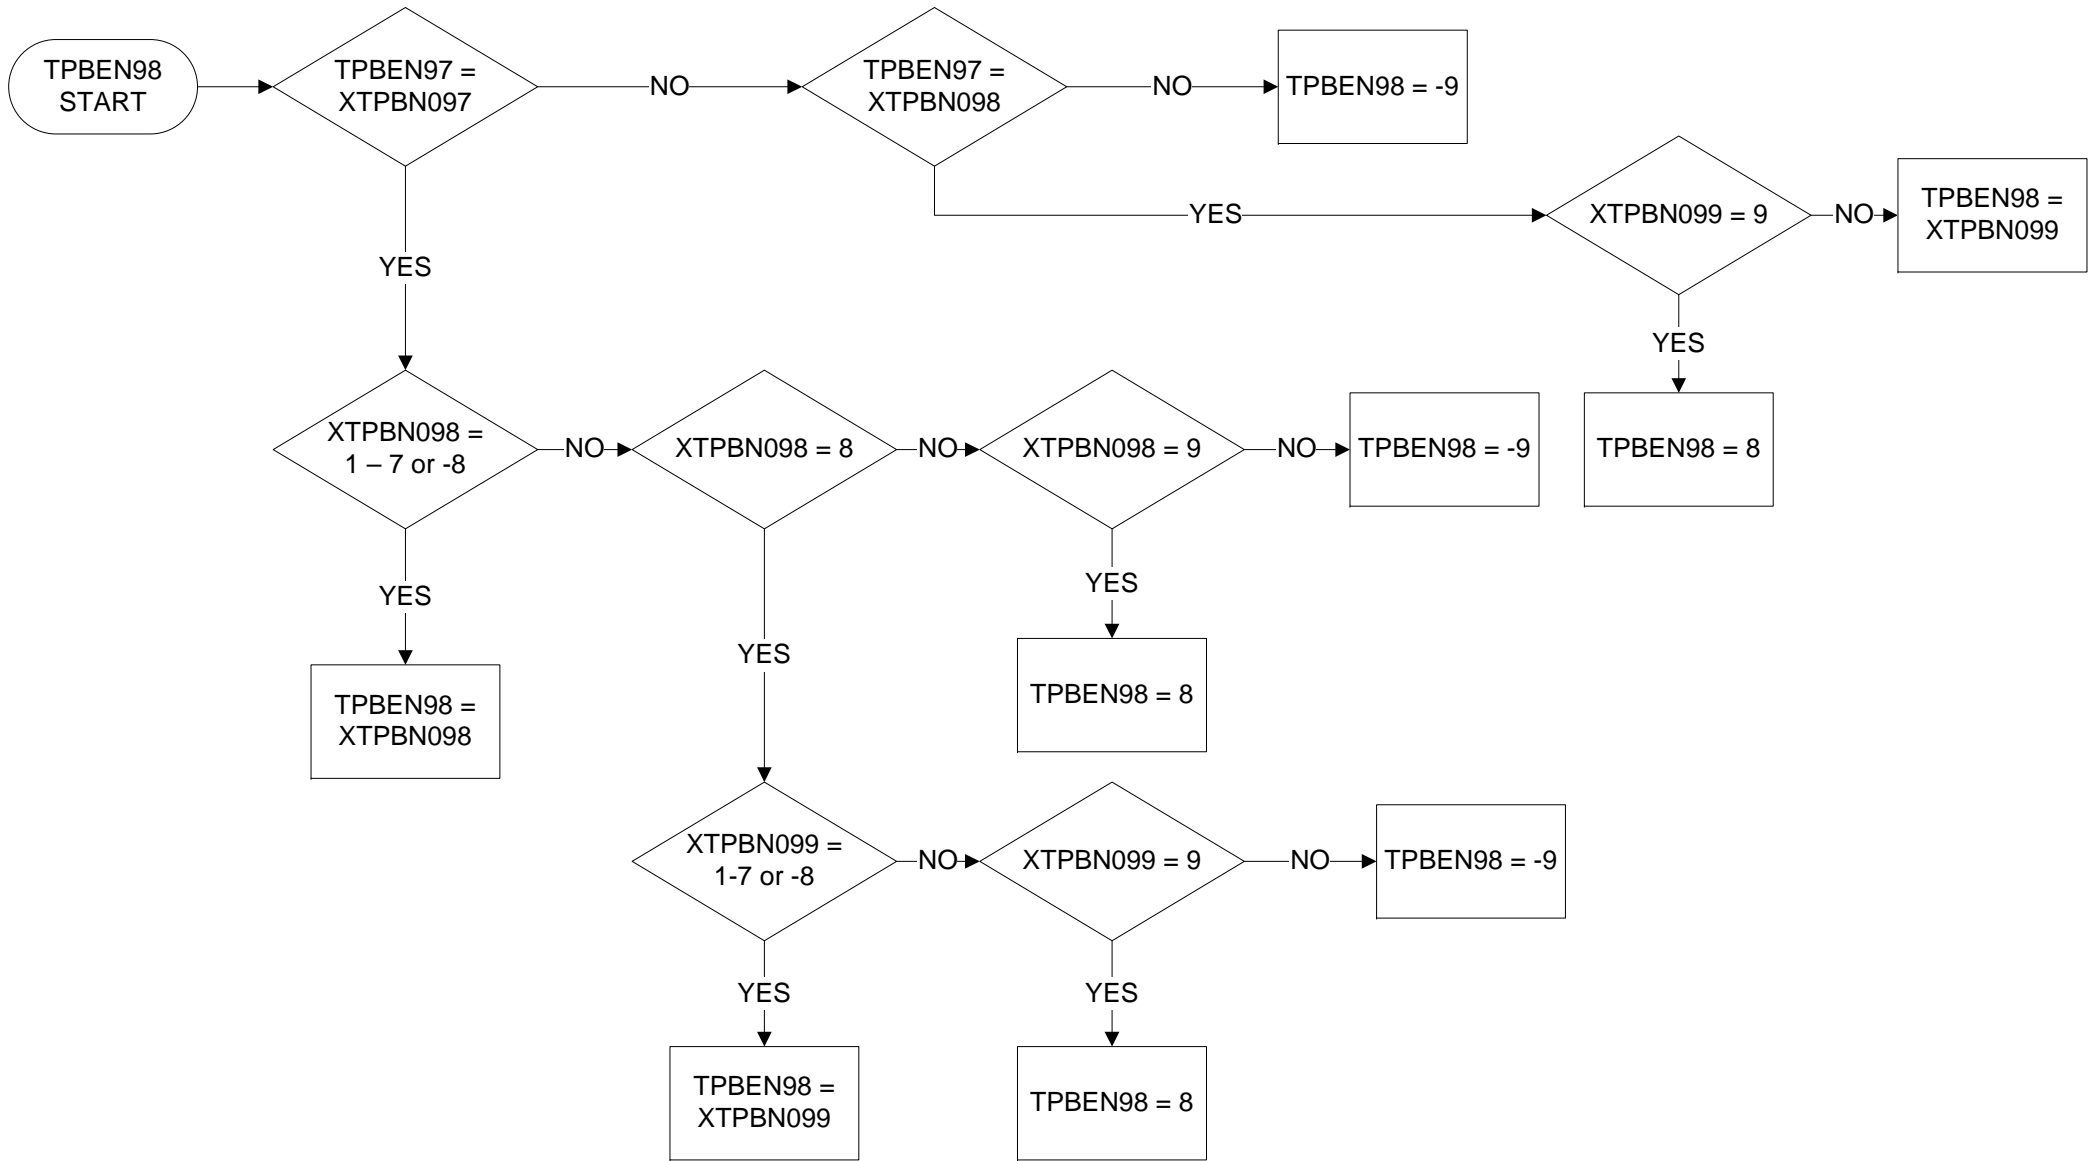 TPBEN98
START
TPBEN97 =
XTPBN097
NO
TPBEN97 =
XTPBN098
NO
TPBEN98 = -9
YES
XTPBN099 = 9
NO
TPBEN98 =
XTPBN099
YES
TPBEN98 = 8
YES
XTPBN098 =
1 – 7 or -8
NO
XTPBN098 = 8
NO
XTPBN098 = 9
NO
TPBEN98 = -9
YES
TPBEN98 =
XTPBN098
YES
TPBEN98 = 8
YES
XTPBN099 =
1-7 or -8
NO
XTPBN099 = 9
NO
TPBEN98 = -9
YES
TPBEN98 =
XTPBN099
YES
TPBEN98 = 8